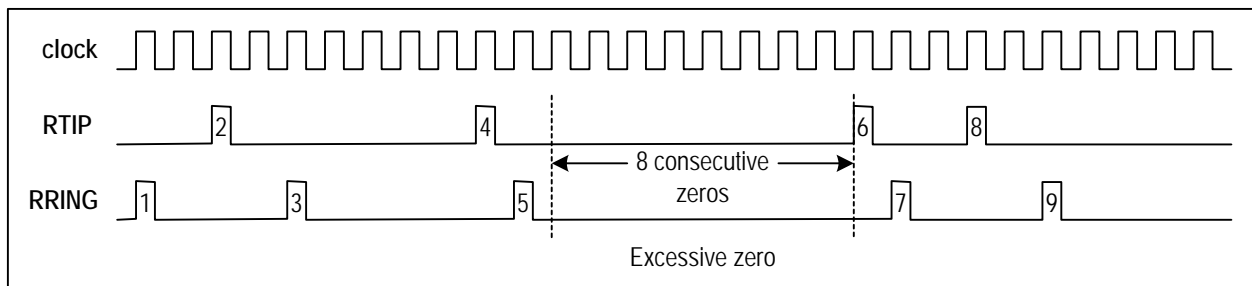 clock
RTIP
2
4
6
8
8 consecutive
zeros
RRING
1
3
5
7
9
Excessive zero